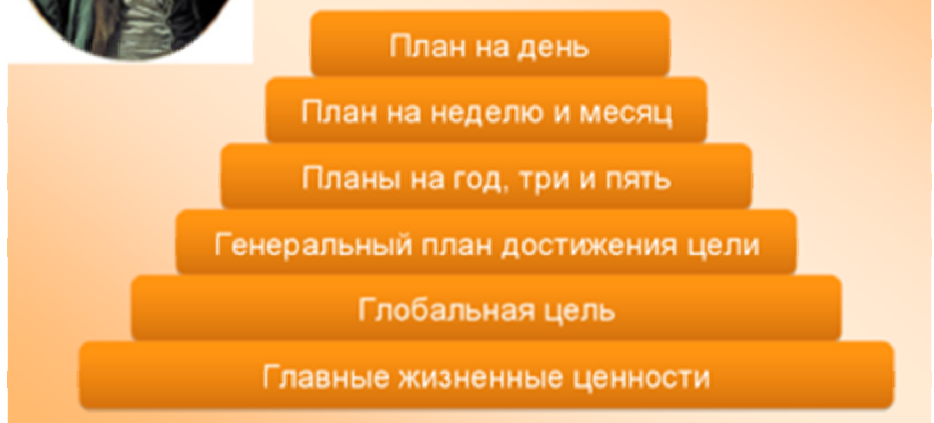 План на день
План на неделю и месяц
Планы на год, три и пять
Генеральный план достижения цели
Глобальная цель
Главные жизненные ценности